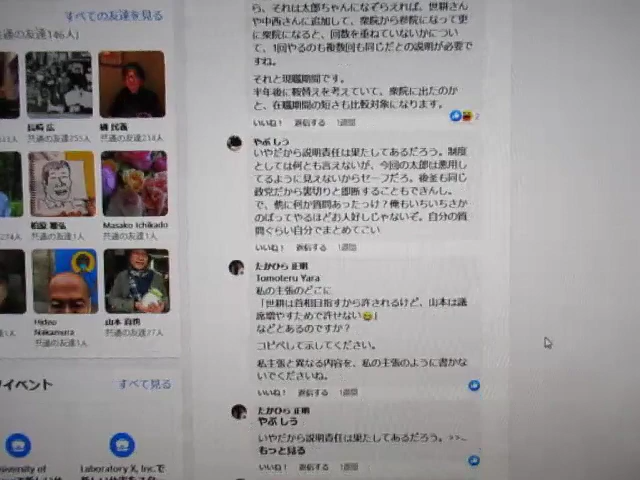 すべての友達を見る
共通の友達146人」
長崎 広
共通の友達255人
共通の友達214人
共通の友達1人
Masako Ichikado
共通の友達1人
Hideo
Nakamura
共通の友達1人
山本
共通の友達77人
イベント
すべて見る
Laboratory X, Inc.で
ら、それは太郎ちゃんになぞらえれば、世耕さん
や中西さんに追加して、衆院から参院になって更
に衆院になると、回数を重ねていないかについ
て、1回やるのも複数回も同じだとの説明が必要で
すね。
それと現職期間です。
半年後に鞍替えを考えていて、衆院に出たのか
と、在職期間の短さも比較対象になります。
2
いいね！ 返信する 1週間
やぶ しう
いやだから説明責任は果たしてあるだろう。制度
としては何とも言えないが、今回の太郎は悪用し
てるように見えないからセーフだろ。後釜も同じ
政党だから裏切りと即断することもできんし。
で、他に何が質問あったっけ？俺もいちいちさか
のぼってやるほどお人好しじゃないぞ。自分の質
問ぐらい自分でまとめてこい
いいね！ 返信する 1週間
たかひら 正明
Tomoteru Yara
私の主張のどこに
「世耕は首相目指すから許されるけど、山本は議
席増やすためで許せない😅」
などとあるのですか？
コピペして示してください。
私主張と異なる内容を、私の主張のように書かな
いでくださいね。
いいね！ 返信する 1週間
たかひら 正明
やぶ しう
いやだから説明責任は果たしてあるだろう。>>...
もっと見る
いいね！ 返信する 1週間